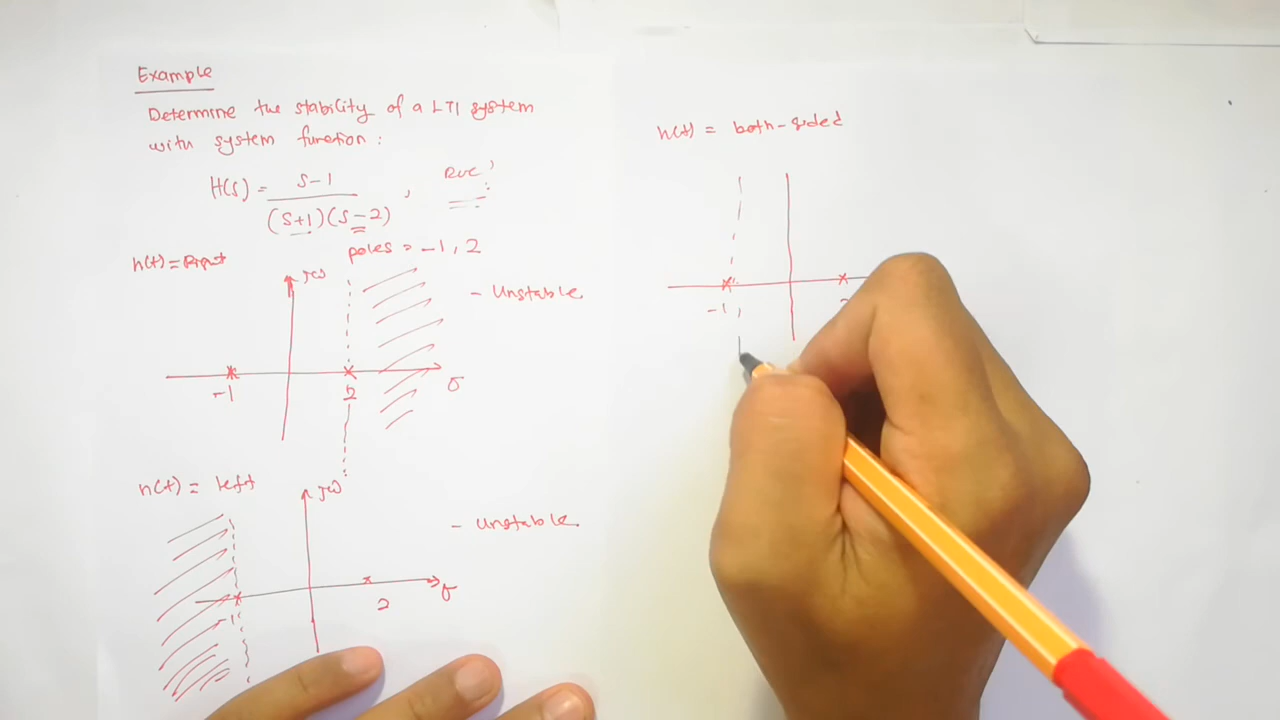 Example
Determine the stability of a LTI system
with system function:
H(s) = s-1 / (s+1)(s-2) , ROC?
poles = -1, 2
h(t) = Right
jω
- Unstable
-1
2
σ
h(t) = left
jω
- Unstable
-1
2
σ
h(t) = both-sided
-1